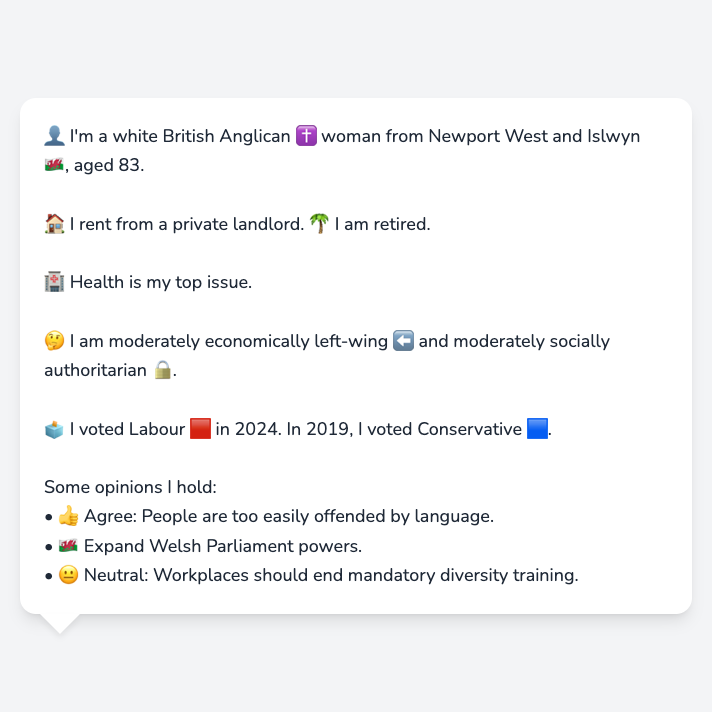 👤 I'm a white British Anglican ✝️ woman from Newport West and Islwyn
🏴󠁧󠁢󠁷󠁬󠁳󠁿, aged 83.
🏠 I rent from a private landlord. 🌴 I am retired.
🏥 Health is my top issue.
🤔 I am moderately economically left-wing ⬅️ and moderately socially
authoritarian 🔒.
🗳️ I voted Labour 🟥 in 2024. In 2019, I voted Conservative 🟦.
Some opinions I hold:
• 👍 Agree: People are too easily offended by language.
• 🏴󠁧󠁢󠁷󠁬󠁳󠁿 Expand Welsh Parliament powers.
• 😐 Neutral: Workplaces should end mandatory diversity training.